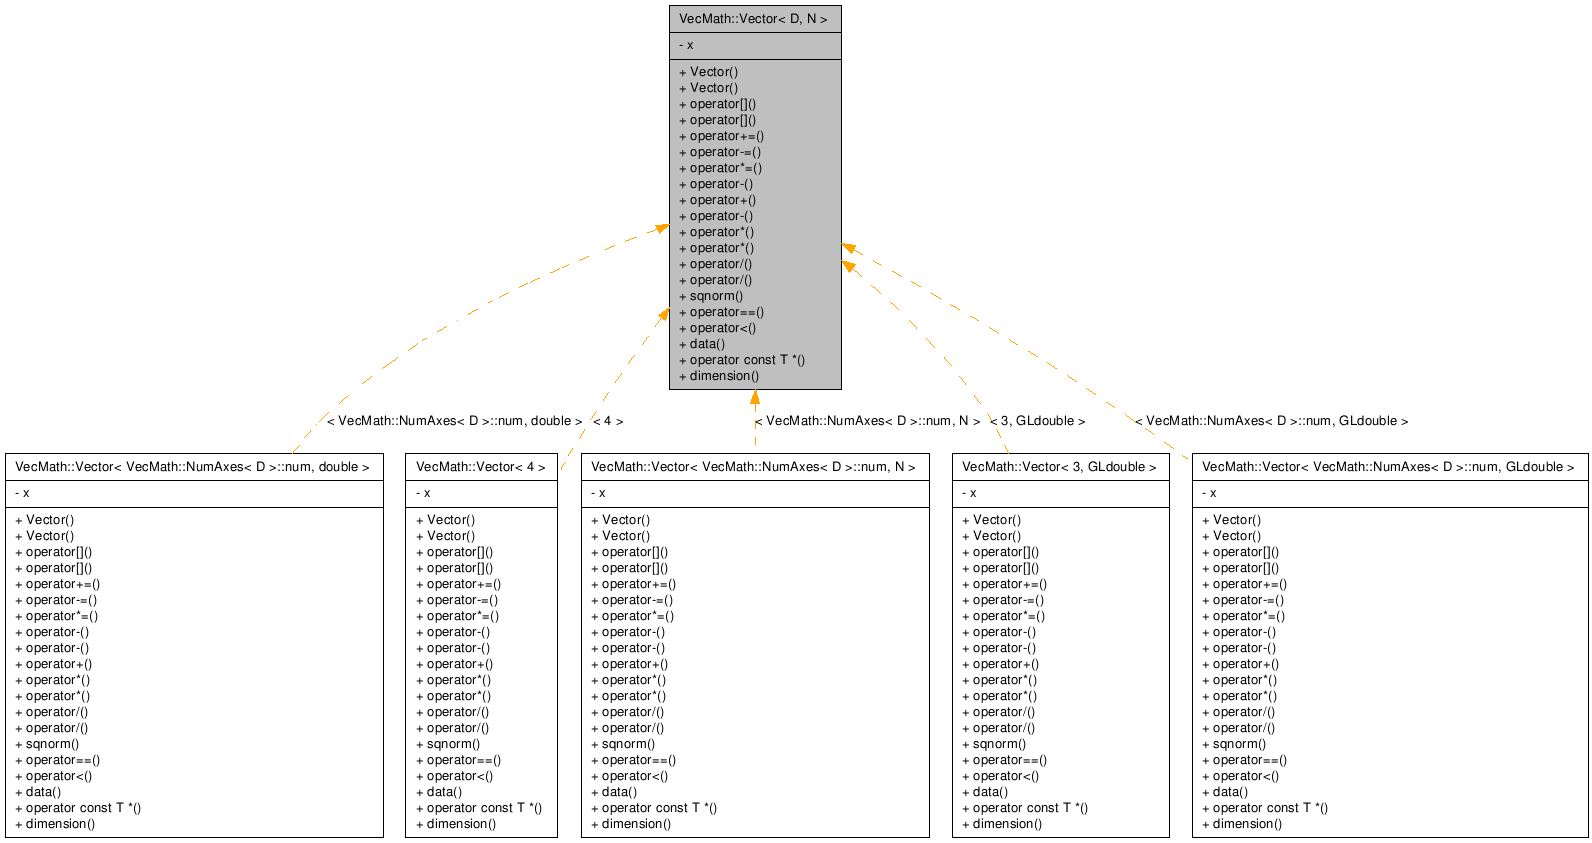 VecMath::Vector< D, N >
- x
+ Vector()
+ Vector()
+ operator[]()
+ operator[]()
+ operator+=()
+ operator-=()
+ operator*=()
+ operator-()
+ operator+()
+ operator-()
+ operator*()
+ operator*()
+ operator/()
+ operator/()
+ sqnorm()
+ operator==()
+ operator<()
+ data()
+ operator const T *()
+ dimension()
< VecMath::NumAxes< D >::num, double >
< 4 >
< VecMath::NumAxes< D >::num, N >
< 3, GLdouble >
< VecMath::NumAxes< D >::num, GLdouble >
VecMath::Vector< VecMath::NumAxes< D >::num, double >
- x
+ Vector()
+ Vector()
+ operator[]()
+ operator[]()
+ operator+=()
+ operator-=()
+ operator*=()
+ operator-()
+ operator-()
+ operator+()
+ operator*()
+ operator*()
+ operator/()
+ operator/()
+ sqnorm()
+ operator==()
+ operator<()
+ data()
+ operator const T *()
+ dimension()
VecMath::Vector< 4 >
- x
+ Vector()
+ Vector()
+ operator[]()
+ operator[]()
+ operator+=()
+ operator-=()
+ operator*=()
+ operator-()
+ operator-()
+ operator+()
+ operator*()
+ operator*()
+ operator/()
+ operator/()
+ sqnorm()
+ operator==()
+ operator<()
+ data()
+ operator const T *()
+ dimension()
VecMath::Vector< VecMath::NumAxes< D >::num, N >
- x
+ Vector()
+ Vector()
+ operator[]()
+ operator[]()
+ operator+=()
+ operator-=()
+ operator*=()
+ operator-()
+ operator-()
+ operator+()
+ operator*()
+ operator*()
+ operator/()
+ operator/()
+ sqnorm()
+ operator==()
+ operator<()
+ data()
+ operator const T *()
+ dimension()
VecMath::Vector< 3, GLdouble >
- x
+ Vector()
+ Vector()
+ operator[]()
+ operator[]()
+ operator+=()
+ operator-=()
+ operator*=()
+ operator-()
+ operator-()
+ operator+()
+ operator*()
+ operator*()
+ operator/()
+ operator/()
+ sqnorm()
+ operator==()
+ operator<()
+ data()
+ operator const T *()
+ dimension()
VecMath::Vector< VecMath::NumAxes< D >::num, GLdouble >
- x
+ Vector()
+ Vector()
+ operator[]()
+ operator[]()
+ operator+=()
+ operator-=()
+ operator*=()
+ operator-()
+ operator-()
+ operator+()
+ operator*()
+ operator*()
+ operator/()
+ operator/()
+ sqnorm()
+ operator==()
+ operator<()
+ data()
+ operator const T *()
+ dimension()